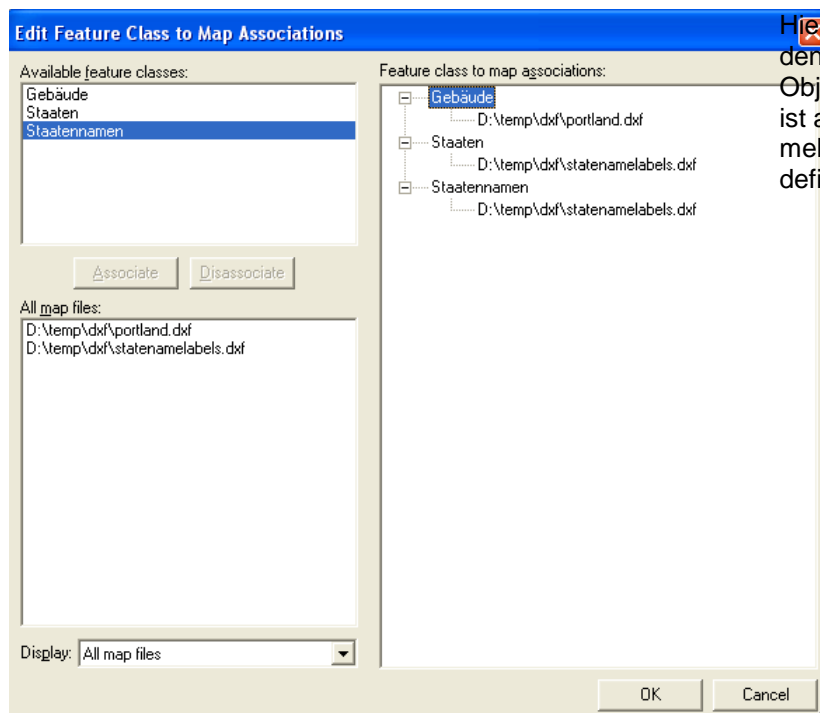 Edit Feature Class to Map Associations
Available feature classes:
Gebäude
Staaten
Staatennamen
Associate
Disassociate
All map files:
D:\temp\dxf\portland.dxf
D:\temp\dxf\statenamelabels.dxf
Display: All map files
Feature class to map associations:
Gebäude
D:\temp\dxf\portland.dxf
Staaten
D:\temp\dxf\statenamelabels.dxf
Staatennamen
D:\temp\dxf\statenamelabels.dxf
OK
Cancel
den
ist